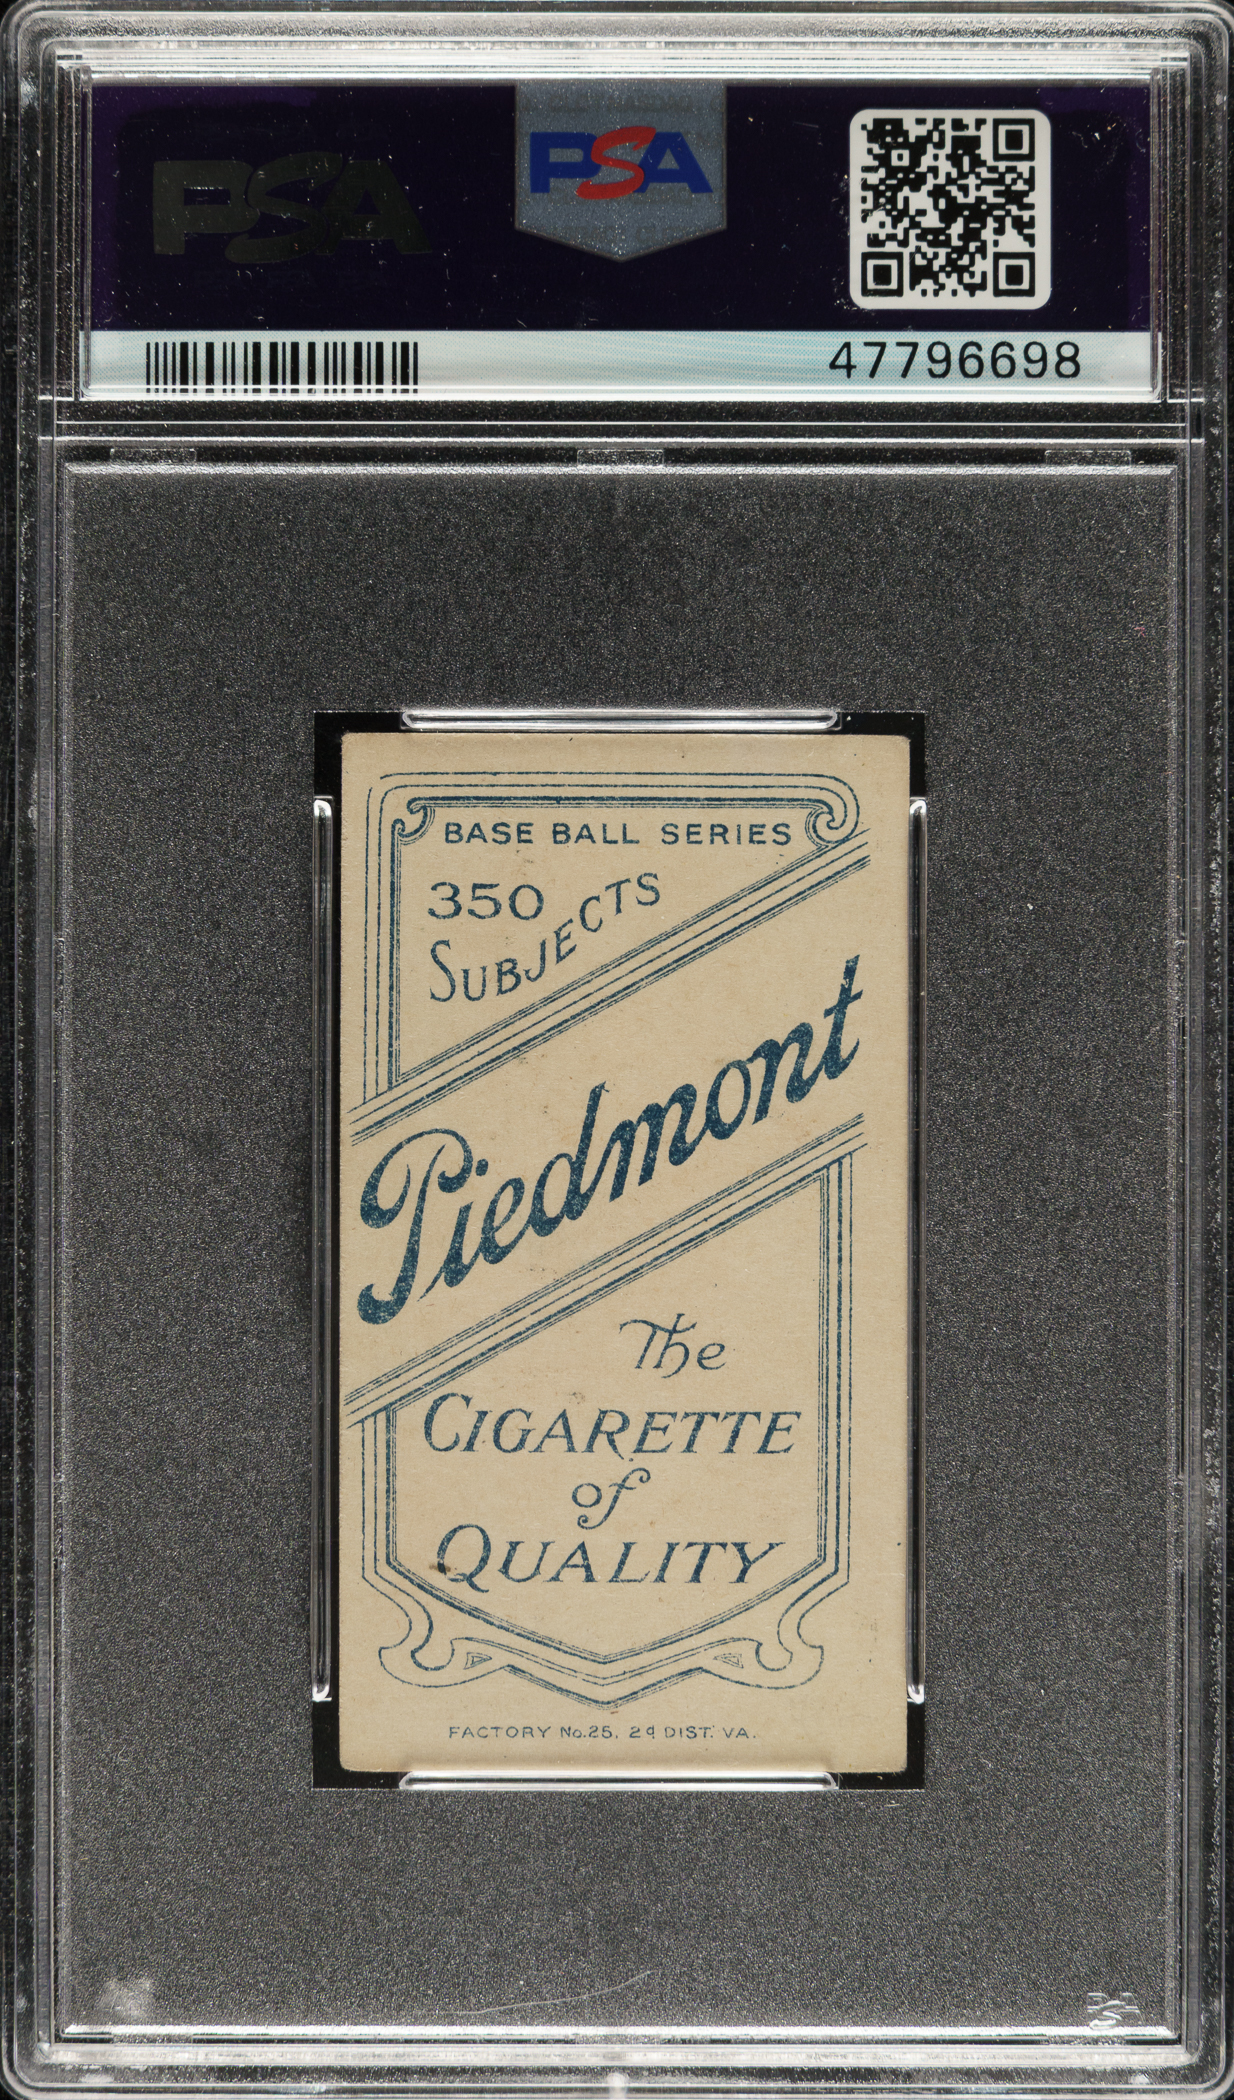 PSA
PSA
47796698
BASE BALL SERIES
350
SUBJECTS
Piedmont
The
CIGARETTE
of
QUALITY
FACTORY No.25, 2d DIST. VA.
PSA